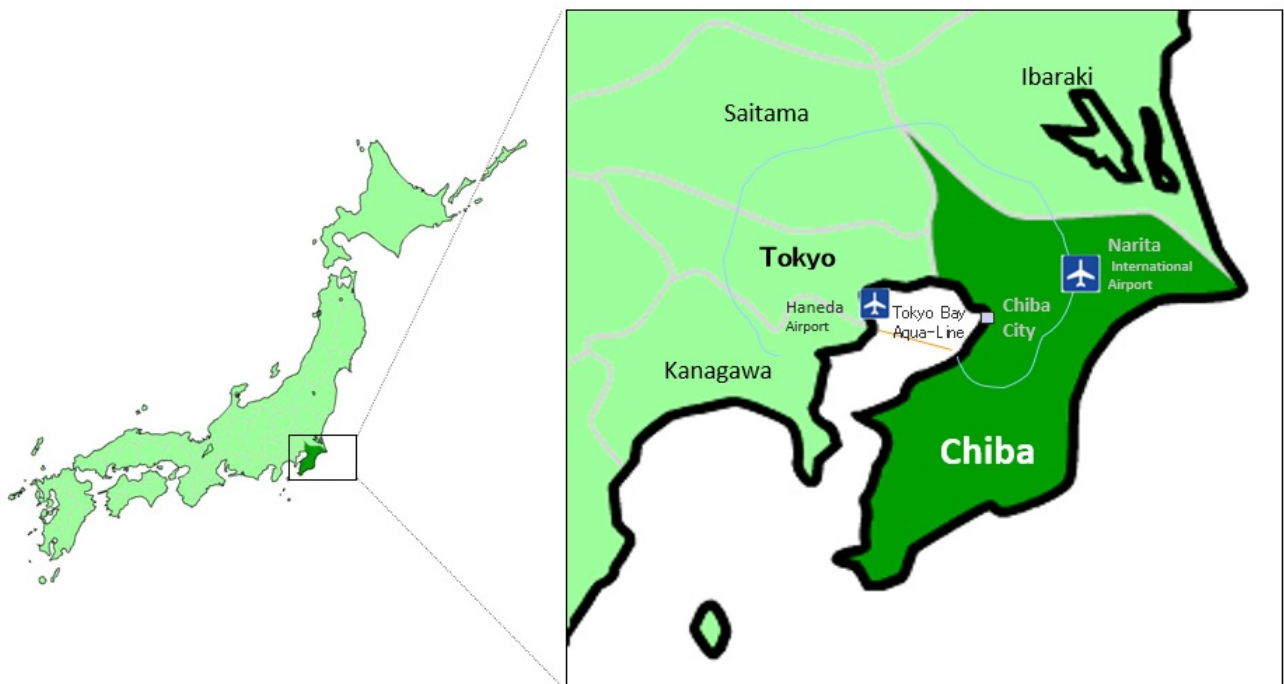 Ibaraki
Saitama
Tokyo
Narita
International
Airport
Haneda
Airport
Tokyo Bay
Aqua-Line
Chiba
City
Kanagawa
Chiba